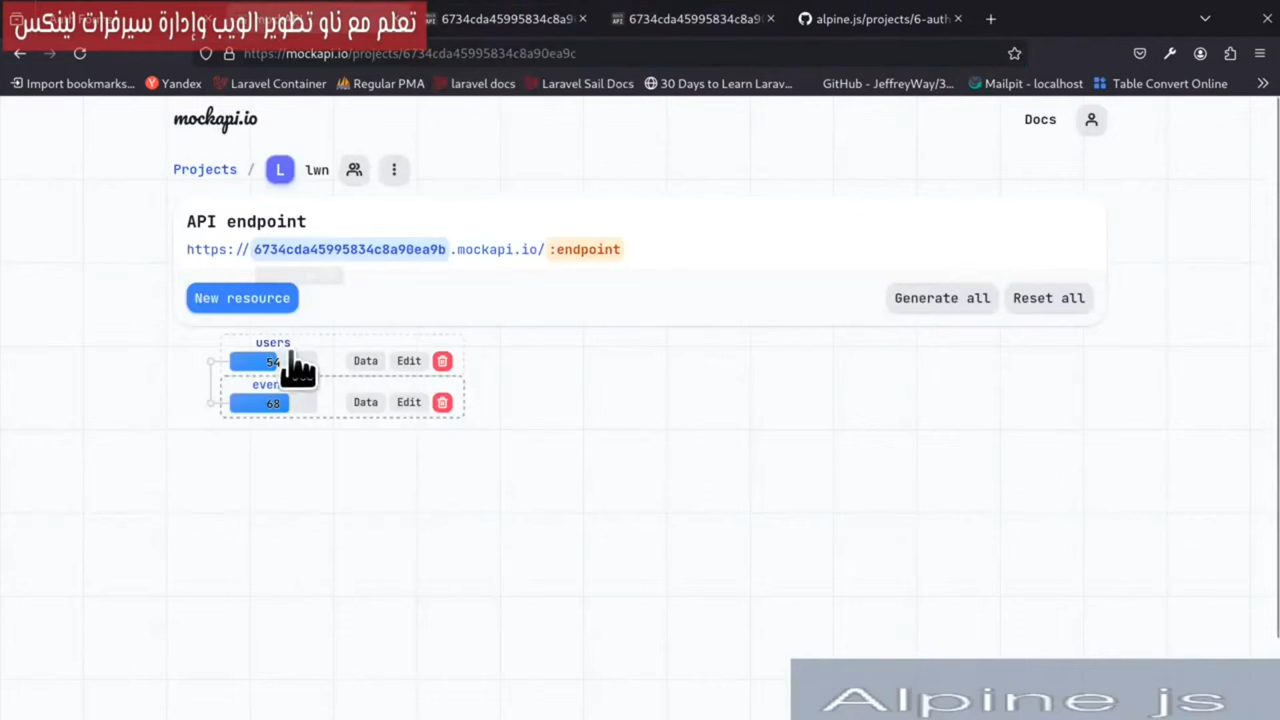 تعلم مع ناو تطوير الويب وإدارة سيرفرات لينكس
6734cda45995834c8a9
6734cda45995834c8a9
alpine.js/projects/6-auth
https://mockapi.io/projects/6734cda45995834c8a90ea9c
Import bookmarks...
Yandex
Laravel Container
Regular PMA
laravel docs
Laravel Sail Docs
30 Days to Learn Larav...
GitHub - JeffreyWay/3...
Mailpit - localhost
Table Convert Online
mockapi.io
Docs
Projects / L lwn
API endpoint
https://6734cda45995834c8a90ea9b.mockapi.io/:endpoint
New resource
Generate all
Reset all
users
54 Data Edit
even
68 Data Edit
Alpine js